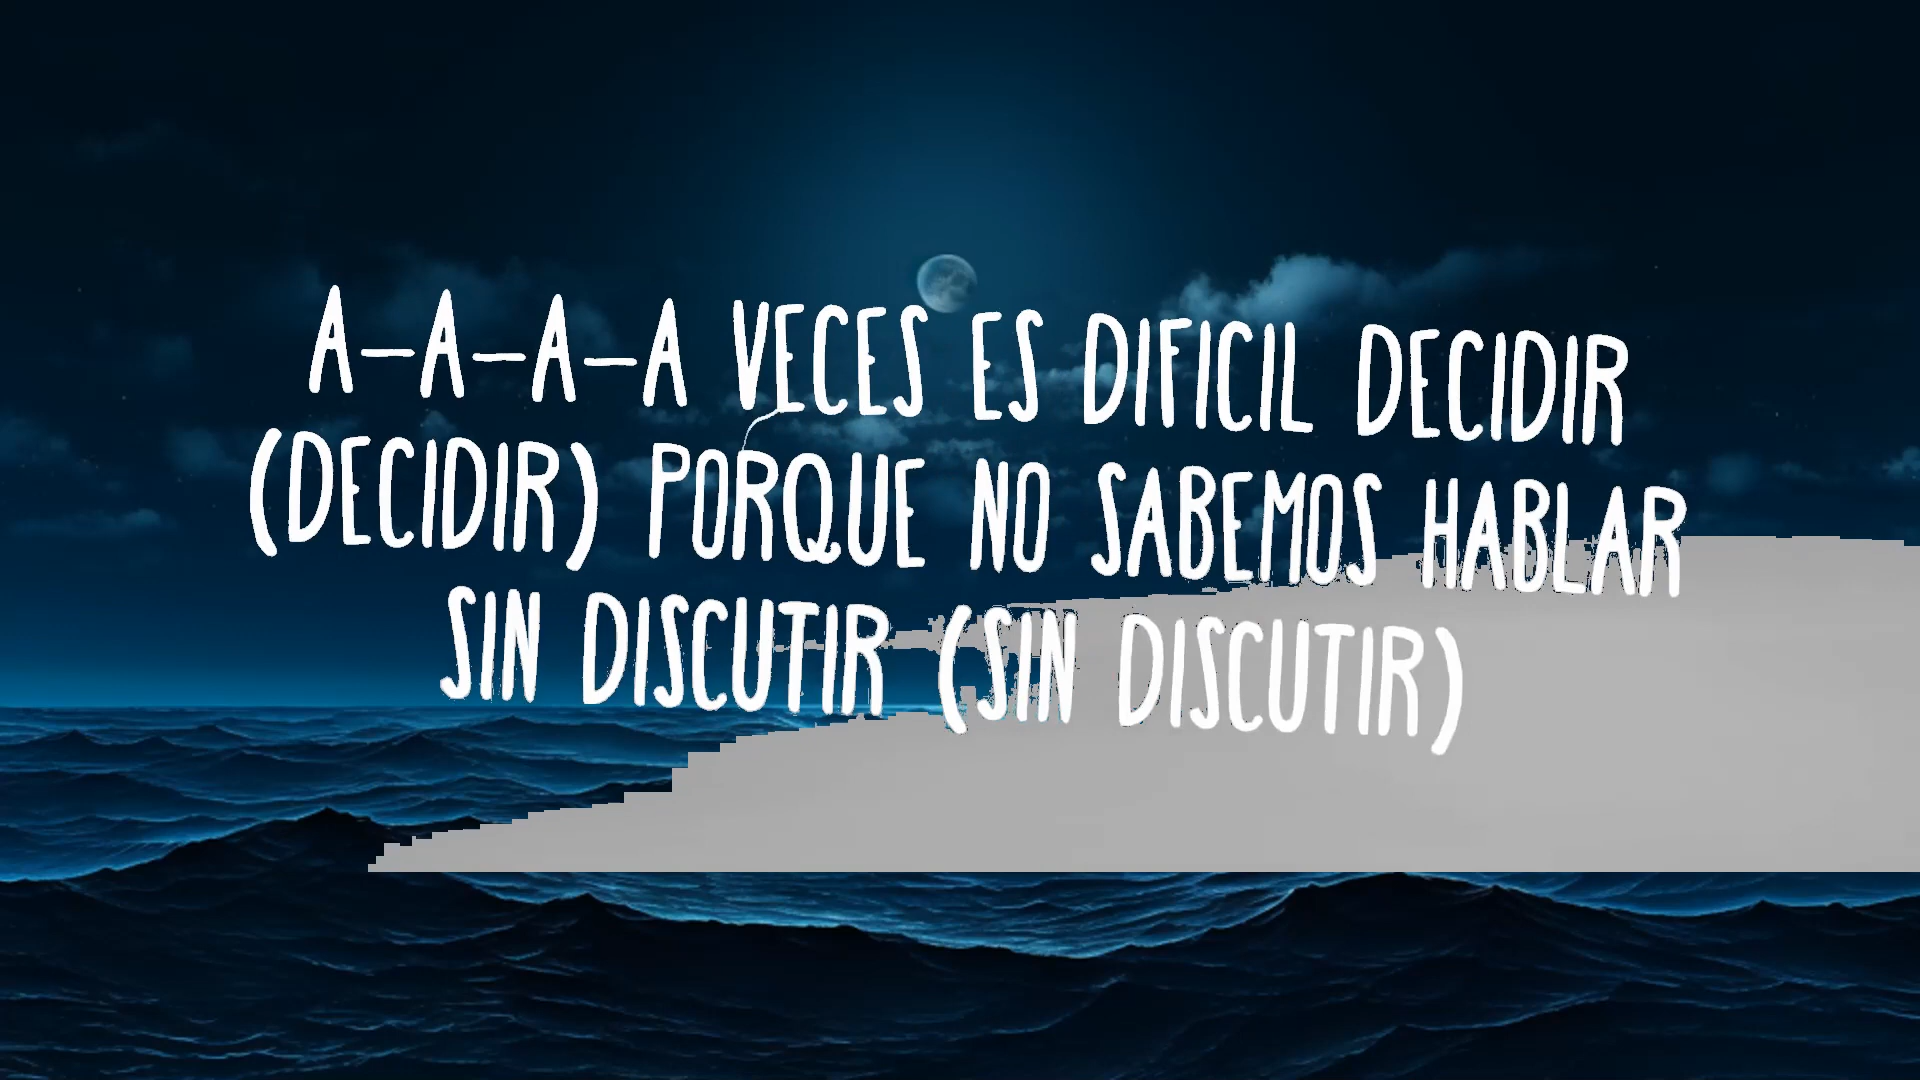 A-A-A-A VECES ES DIFICIL DECIDIR
(DECIDIR) PORQUE NO SABEMOS HABLAR
SIN DISCUTIR (SIN DISCUTIR)